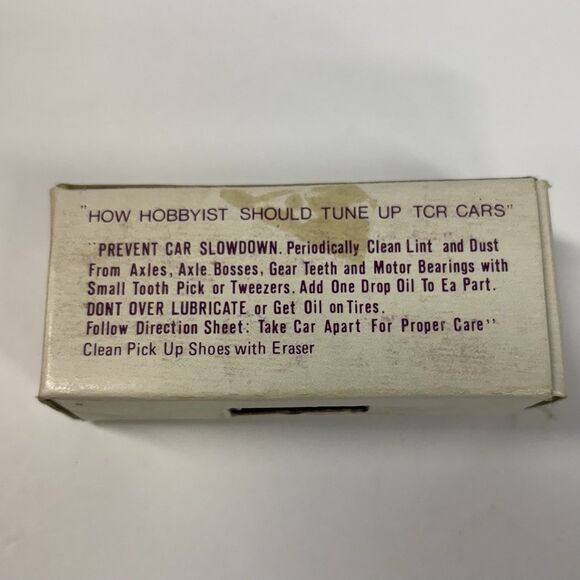 "HOW HOBBYIST SHOULD TUNE UP TCR CARS"
"PREVENT CAR SLOWDOWN. Periodically Clean Lint and Dust
From Axles, Axle Bosses, Gear Teeth and Motor Bearings with
Small Tooth Pick or Tweezers. Add One Drop Oil To Ea Part.
DONT OVER LUBRICATE or Get Oil on Tires.
Follow Direction Sheet: Take Car Apart For Proper Care"
Clean Pick Up Shoes with Eraser